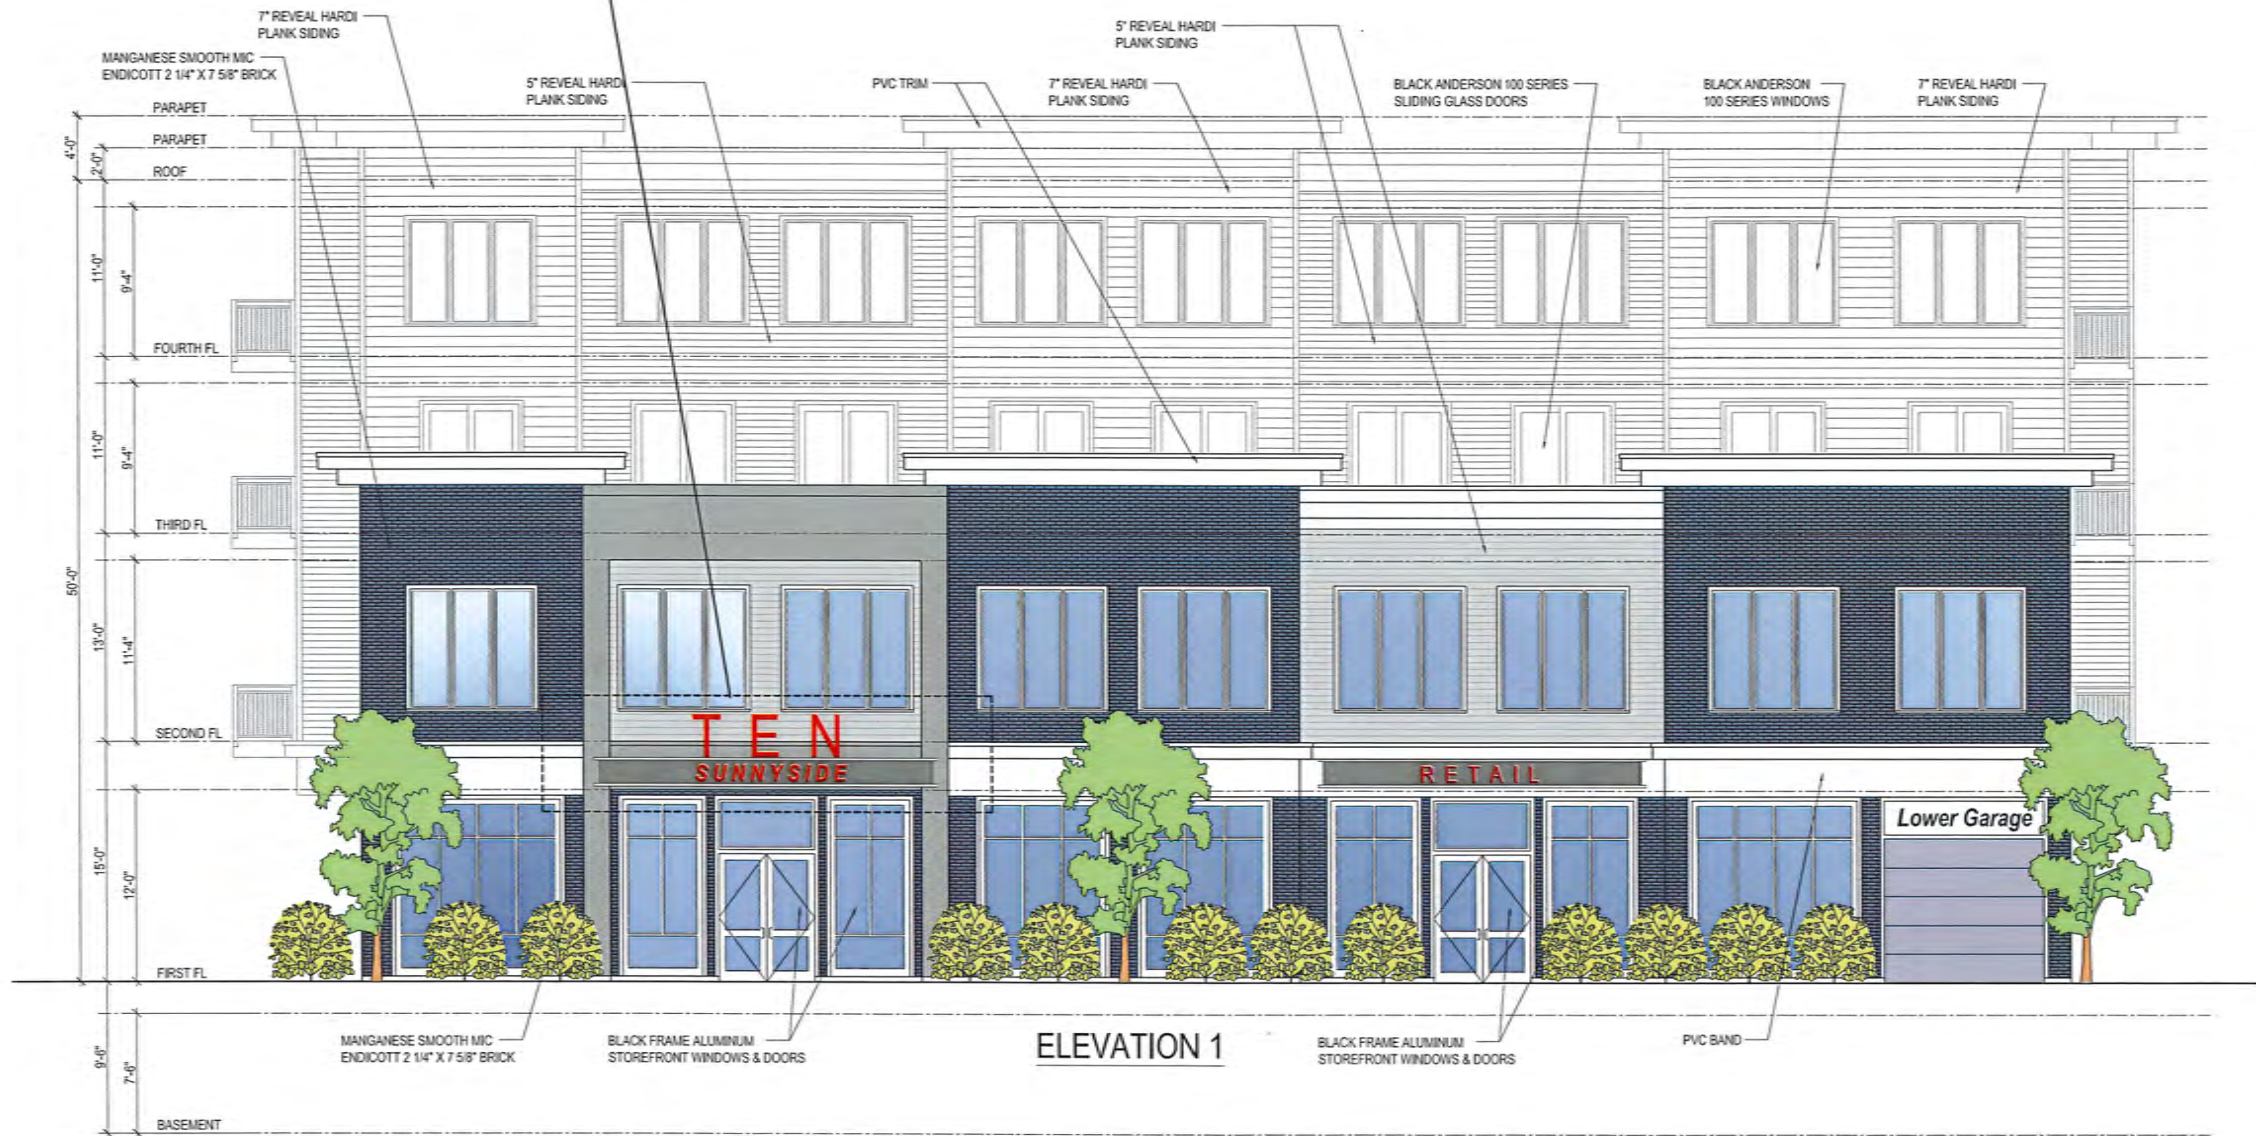 7" REVEAL HARDI
PLANK SIDING
5" REVEAL HARDI
PLANK SIDING
MANGANESE SMOOTH MIC
ENDICOTT 2 1/4" X 7 5/8" BRICK
5" REVEAL HARDI
PLANK SIDING
PVC TRIM
7" REVEAL HARDI
PLANK SIDING
BLACK ANDERSON 100 SERIES
SLIDING GLASS DOORS
BLACK ANDERSON
100 SERIES WINDOWS
7" REVEAL HARDI
PLANK SIDING
PARAPET
4'-0"
PARAPET
2'-0"
ROOF
11'-0"
9'-4"
FOURTH FL
11'-0"
9'-4"
THIRD FL
50'-0"
13'-0"
11'-4"
SECOND FL
TEN
SUNNYSIDE
RETAIL
Lower Garage
15'-0"
12'-0"
FIRST FL
MANGANESE SMOOTH MIC
ENDICOTT 2 1/4" X 7 5/8" BRICK
BLACK FRAME ALUMINUM
STOREFRONT WINDOWS & DOORS
ELEVATION 1
BLACK FRAME ALUMINUM
STOREFRONT WINDOWS & DOORS
PVC BAND
9'-6"
7'-6"
BASEMENT